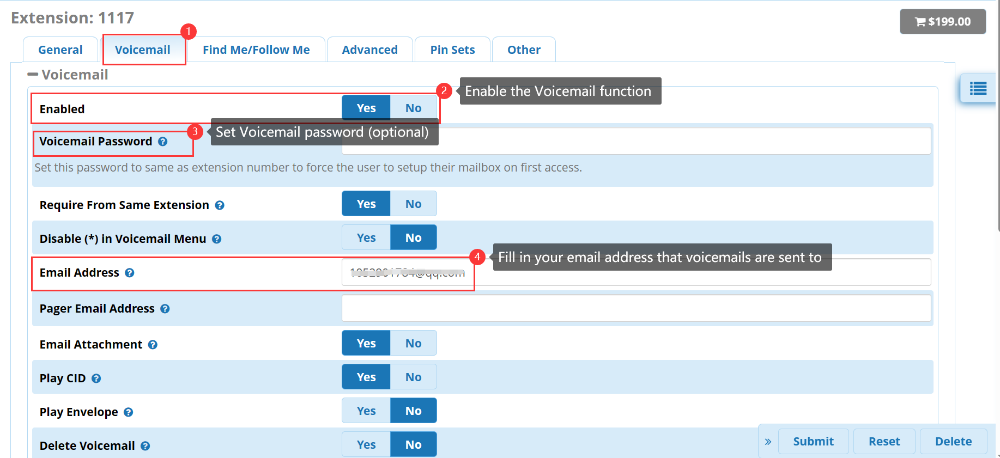 Extension: 1117
$199.00
1
General Voicemail Find Me/Follow Me Advanced Pin Sets Other
Voicemail
2 Enable the Voicemail function
Enabled Yes No
3 Set Voicemail password (optional)
Voicemail Password
Set this password to same as extension number to force the user to setup their mailbox on first access.
Require From Same Extension Yes No
Disable (*) in Voicemail Menu Yes No
4 Fill in your email address that voicemails are sent to
Email Address
Pager Email Address
Email Attachment Yes No
Play CID Yes No
Play Envelope Yes No
Delete Voicemail Yes No
» Submit Reset Delete